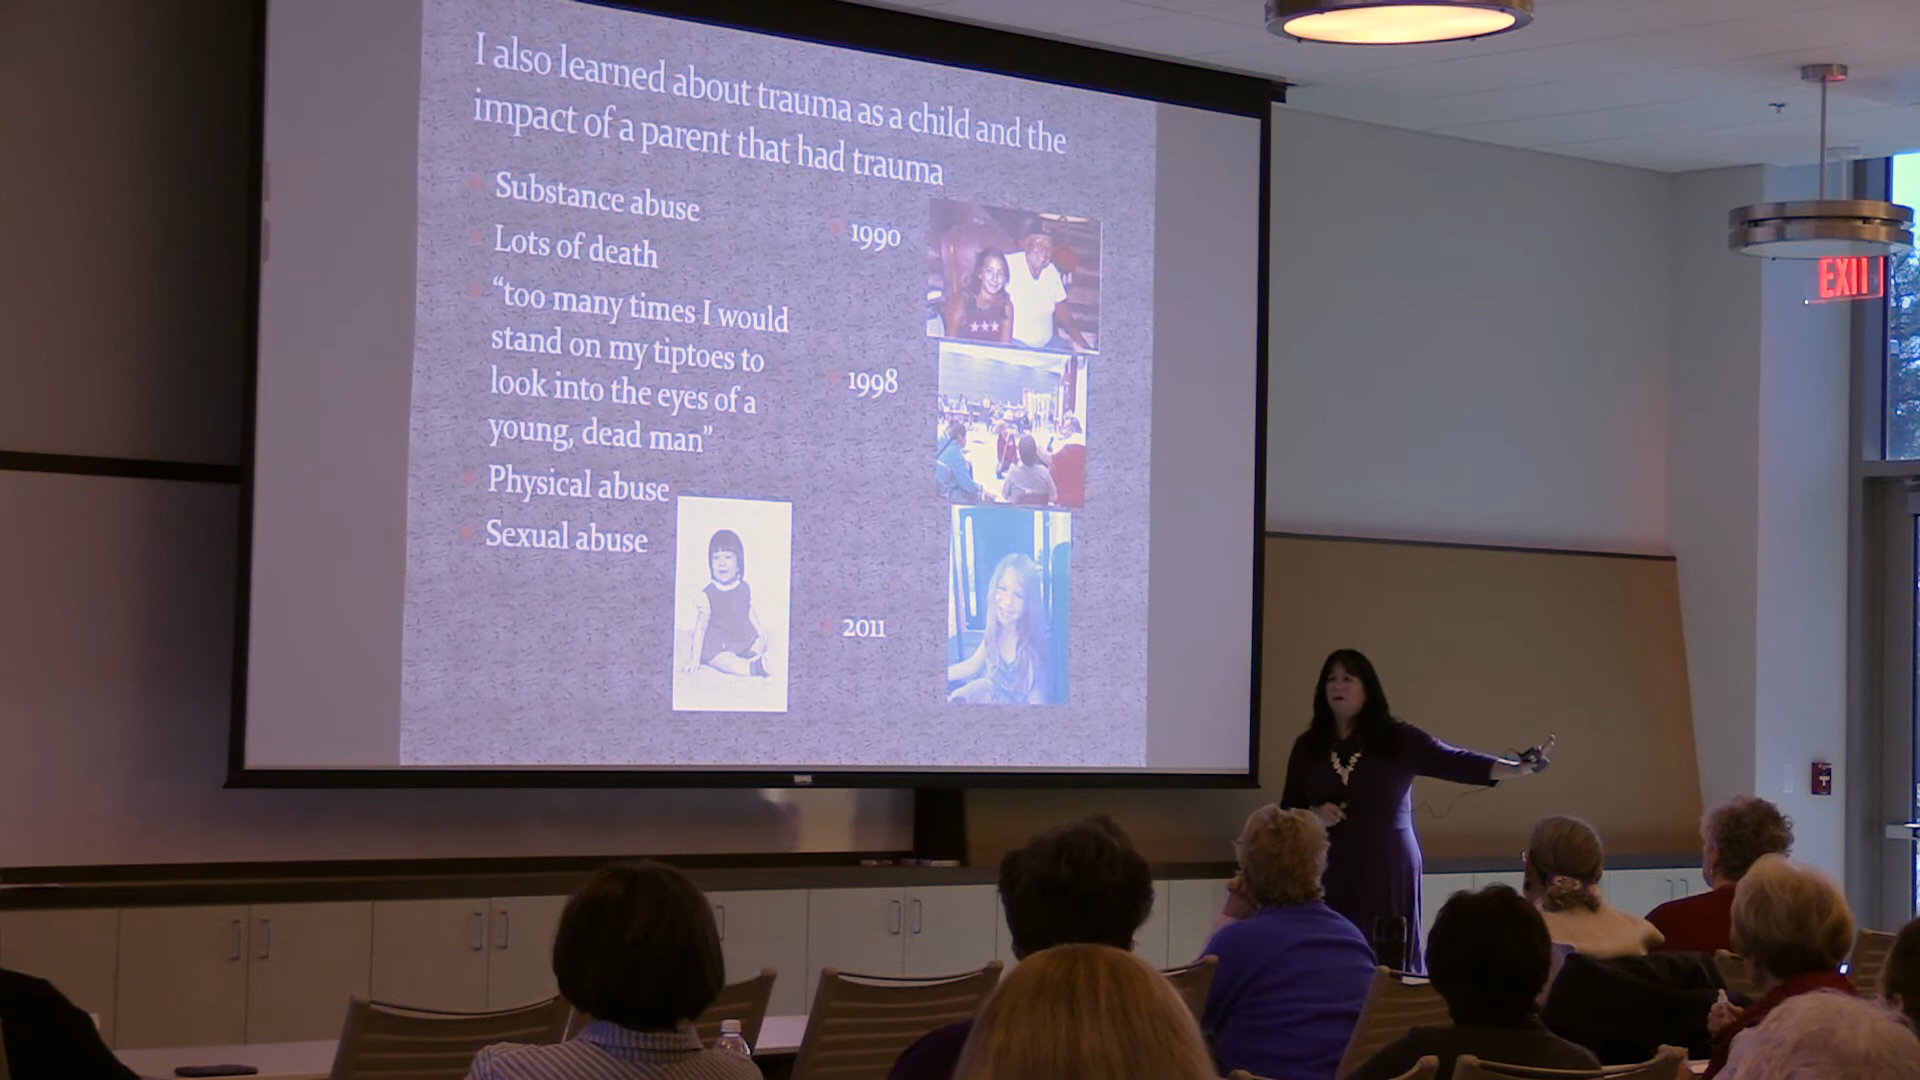 I also learned about trauma as a child and the
impact of a parent that had trauma
Substance abuse
Lots of death
“too many times I would
stand on my tiptoes to
look into the eyes of a
young, dead man”
Physical abuse
Sexual abuse
1990
1998
2011
EXIT